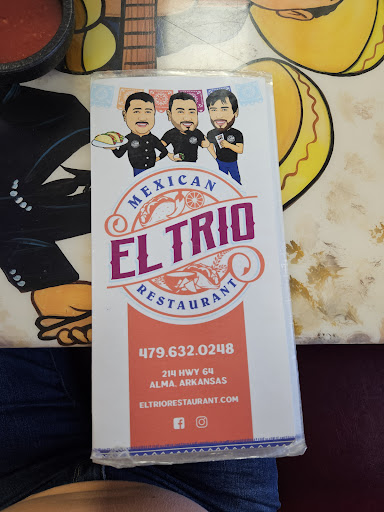 MEXICAN
EL TRIO
RESTAURANT
479.632.0248
214 HWY 64
ALMA, ARKANSAS
ELTRIORESTAURANT.COM